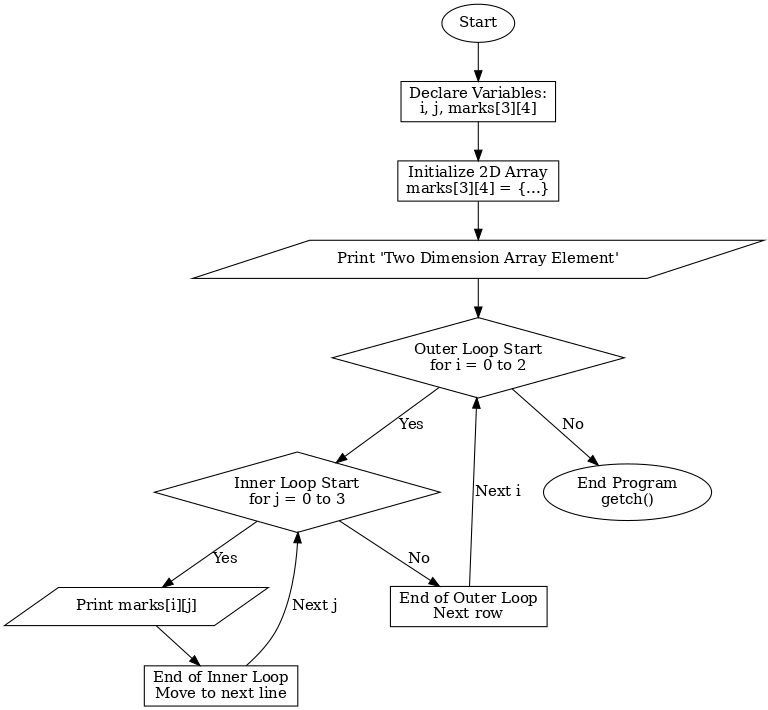 Start
Declare Variables:
i, j, marks[3][4]
Initialize 2D Array
marks[3][4] = {...}
Print 'Two Dimension Array Element'
Outer Loop Start
for i = 0 to 2
Yes
No
Inner Loop Start
for j = 0 to 3
Next i
End Program
getch()
Yes
No
Print marks[i][j]
Next j
End of Outer Loop
Next row
End of Inner Loop
Move to next line